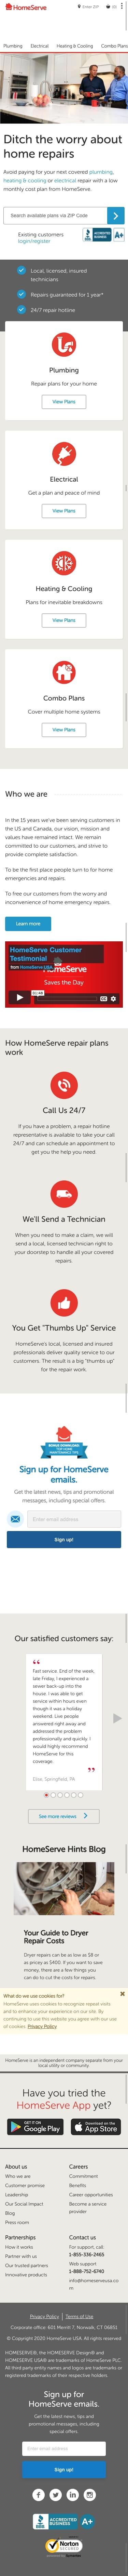 HomeServe
Enter ZIP
(0)
Plumbing Electrical Heating & Cooling Combo Plans
Ditch the worry about
home repairs
Avoid paying for your next covered plumbing,
heating & cooling or electrical repair with a low
monthly cost plan from HomeServe.
Search available plans via ZIP Code
Existing customers
login/register
ACCREDITED
BUSINESS
A+
Local, licensed, insured
technicians
Repairs guaranteed for 1 year*
24/7 repair hotline
Plumbing
Repair plans for your home
View Plans
Electrical
Get a plan and peace of mind
View Plans
Heating & Cooling
Plans for inevitable breakdowns
View Plans
Combo Plans
Cover multiple home systems
View Plans
Who we are
In the 15 years we've been serving customers in
the US and Canada, our vision, mission and
values have remained intact. We remain
committed to our customers, and strive to
provide complete satisfaction.
To be the first place people turn to for home
emergencies and repairs.
To free our customers from the worry and
inconvenience of home emergency repairs.
Learn more
HomeServe Customer
Testimonial
from HomeServe USA
HomeServe
Saves the Day
How HomeServe repair plans
work
Call Us 24/7
If you have a problem, a repair hotline
representative is available to take your call
24/7 and can schedule an appointment to
get you the help you need.
We'll Send a Technician
When you need to make a claim, we will
send a local, licensed technician right to
your doorstep to handle all your covered
repairs.
You Get "Thumbs Up" Service
HomeServe's local, licensed and insured
professionals deliver quality service to our
customers. The result is a big "thumbs up"
for the repair work.
Sign up for HomeServe
emails.
Get the latest news, tips and promotional
messages, including special offers.
Enter email address
Sign up!
Our satisfied customers say:
Fast service. End of the week,
late Friday, I experienced a
sewer back-up into the
house. I was able to get
service within hours even
though it was a holiday
weekend. Live people
answered right away and
addressed the problem
professionally and quickly. I
would highly recommend
HomeServe for this
coverage.
Elise, Springfield, PA
See more reviews
HomeServe Hints Blog
Your Guide to Dryer
Repair Costs
Dryer repairs can be as low as $8 or
as pricey as $400. If you want to save
money, there are a few things you
can do to cut the costs for repairs.
What do we use cookies for?
HomeServe uses cookies to recognize repeat visits
and to enhance your experience on our site. By
continuing to use this website you agree with our use
of cookies. Privacy Policy
HomeServe is an independent company separate from your
local utility or community.
Have you tried the
HomeServe App yet?
GET IT ON
Google Play
Download on the
App Store
About us
Who we are
Customer promise
Leadership
Our Social Impact
Blog
Press room
Careers
Commitment
Benefits
Career opportunities
Become a service
provider
Partnerships
How it works
Partner with us
Our trusted partners
Innovative products
Contact us
For support, call:
1-855-336-2465
Web support
1-888-752-6740
info@homeserveusa.co
m
Privacy Policy | Terms of Use
Corporate office: 601 Merritt 7, Norwalk, CT 06851
© Copyright 2020 HomeServe USA. All rights reserved
HOMESERVE®, the HOMESERVE Design® and
HOMESERVE USA® are trademarks of HomeServe PLC.
All third party entity names and logos are trademarks or
registered trademarks of their respective holders.
Sign up for
HomeServe emails.
Get the latest news, tips and
promotional messages, including
special offers.
Enter email address
Sign up!
ACCREDITED
BUSINESS
A+
Norton
SECURED